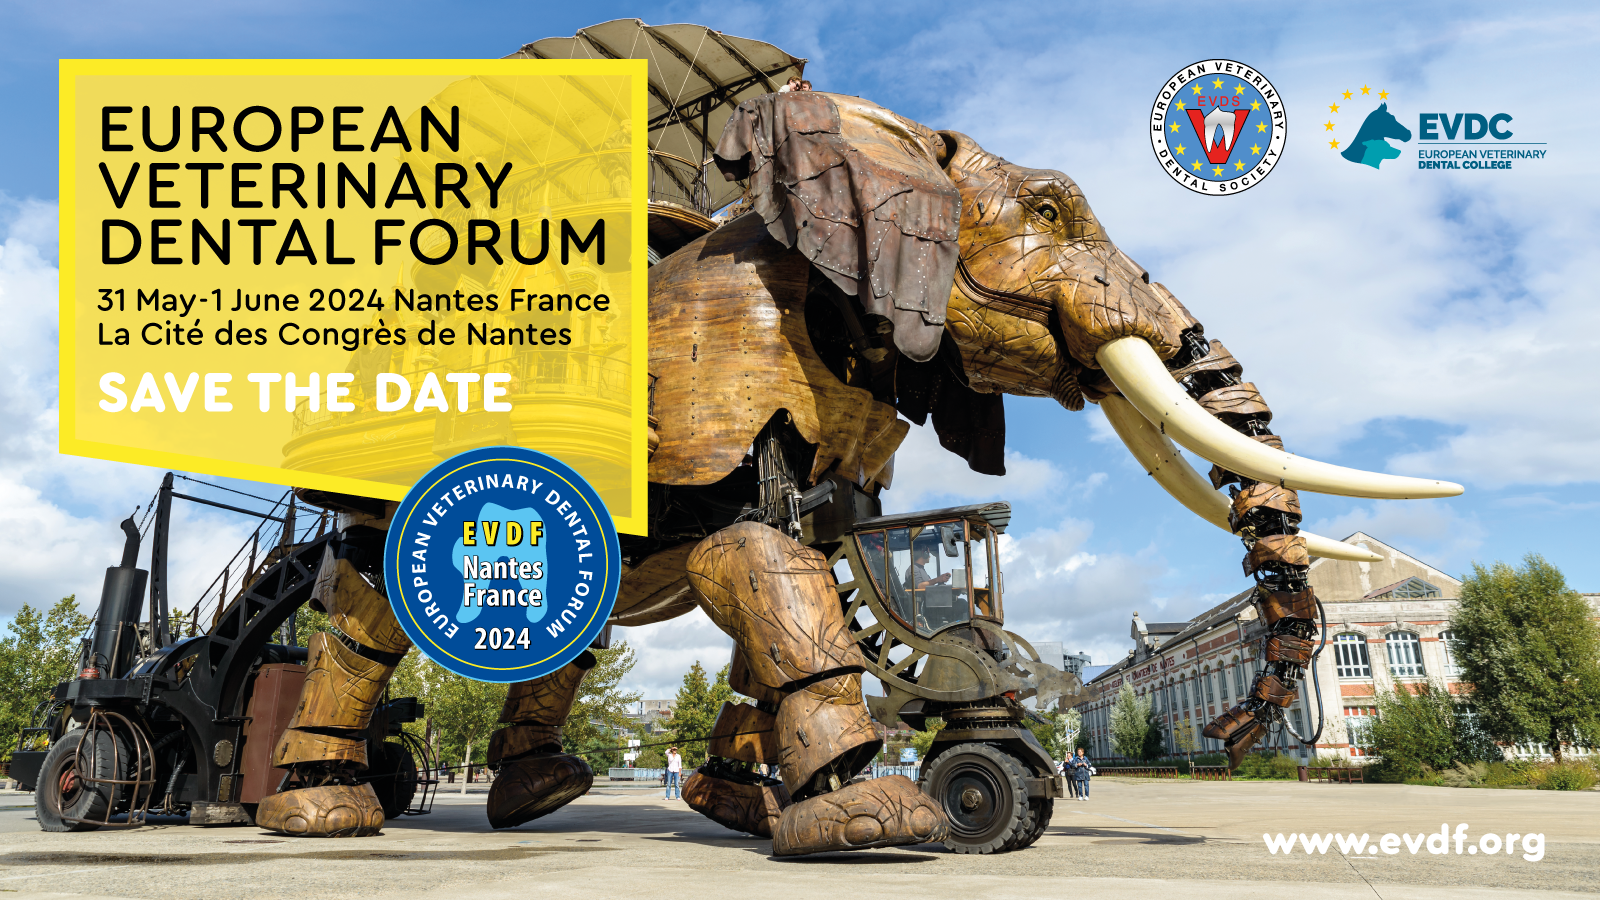 EUROPEAN
VETERINARY
DENTAL FORUM
31 May-1 June 2024 Nantes France
La Cité des Congrès de Nantes
SAVE THE DATE
EUROPEAN VETERINARY DENTAL FORUM
EVDF
Nantes
France
2024
EUROPEAN VETERINARY
EVDS
V
• DENTAL SOCIETY •
EVDC
EUROPEAN VETERINARY
DENTAL COLLEGE
www.evdf.org